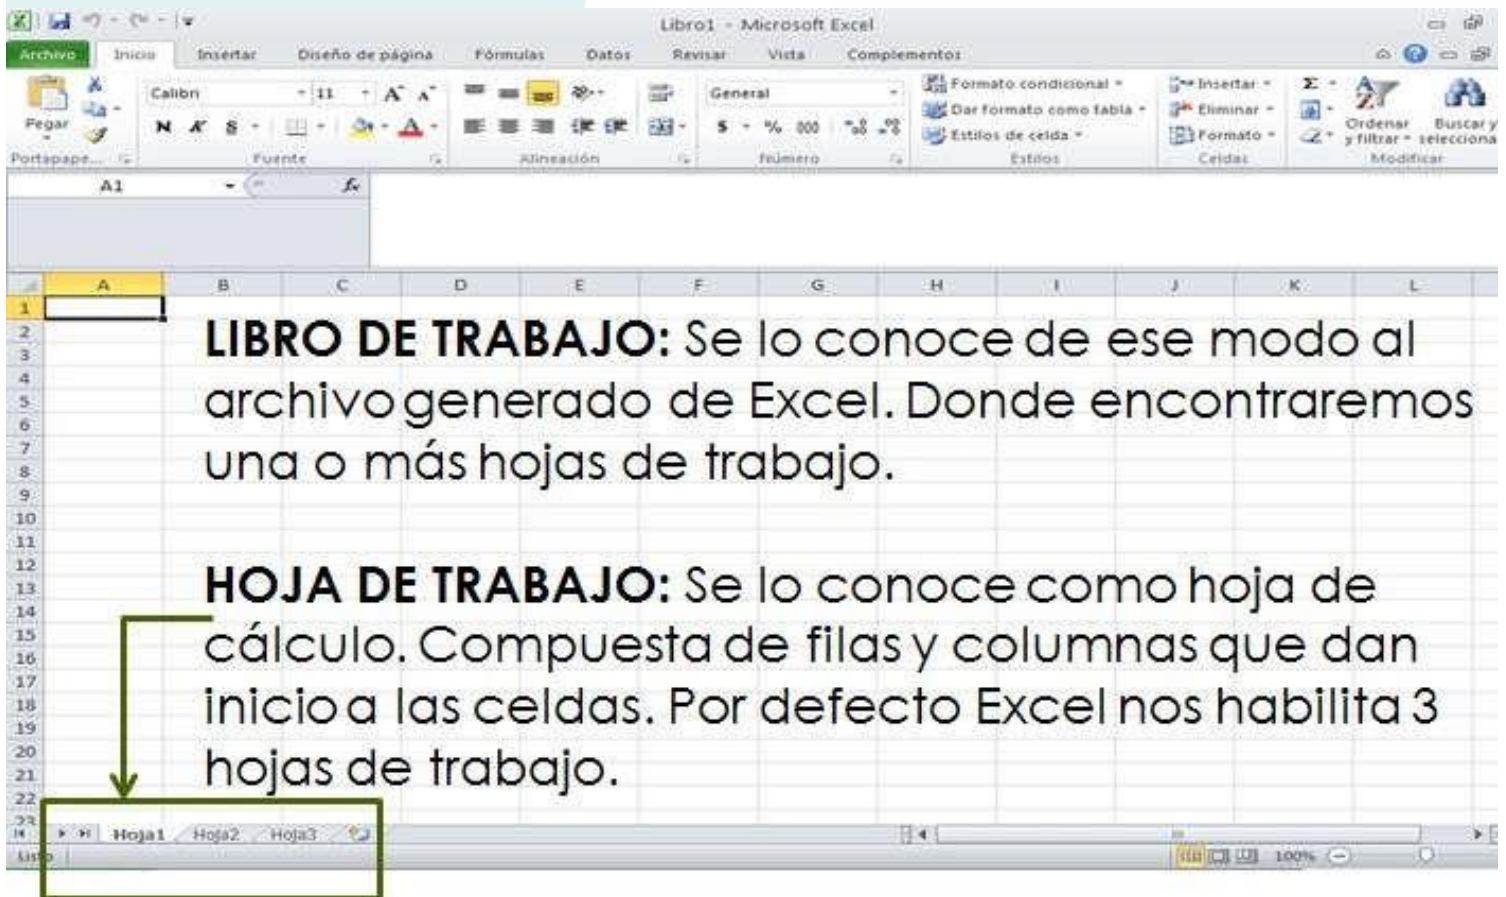 Libro1 - Microsoft Excel
Archivo Inicio Insertar Diseño de página Fórmulas Datos Revisar Vista Complementos
Pegar
Calibri 11 A A
General
Formato condicional
Insertar
Σ
N K S A
$ % 000
Dar formato como tabla
Eliminar
Ordenar y filtrar
Buscar y selecciona
Estilos de celda
Formato
Portapape... Fuente Alineación Número Estilos Celdas Modificar
A1 fx
A B C D E F G H I J K L
1
2
3
4
5
6
7
8
9
10
11
12
13
14
15
16
17
18
19
20
21
22
23
LIBRO DE TRABAJO: Se lo conoce de ese modo al
archivo generado de Excel. Donde encontraremos
una o más hojas de trabajo.
HOJA DE TRABAJO: Se lo conoce como hoja de
cálculo. Compuesta de filas y columnas que dan
inicio a las celdas. Por defecto Excel nos habilita 3
hojas de trabajo.
Hoja1 Hoja2 Hoja3
Listo 100%